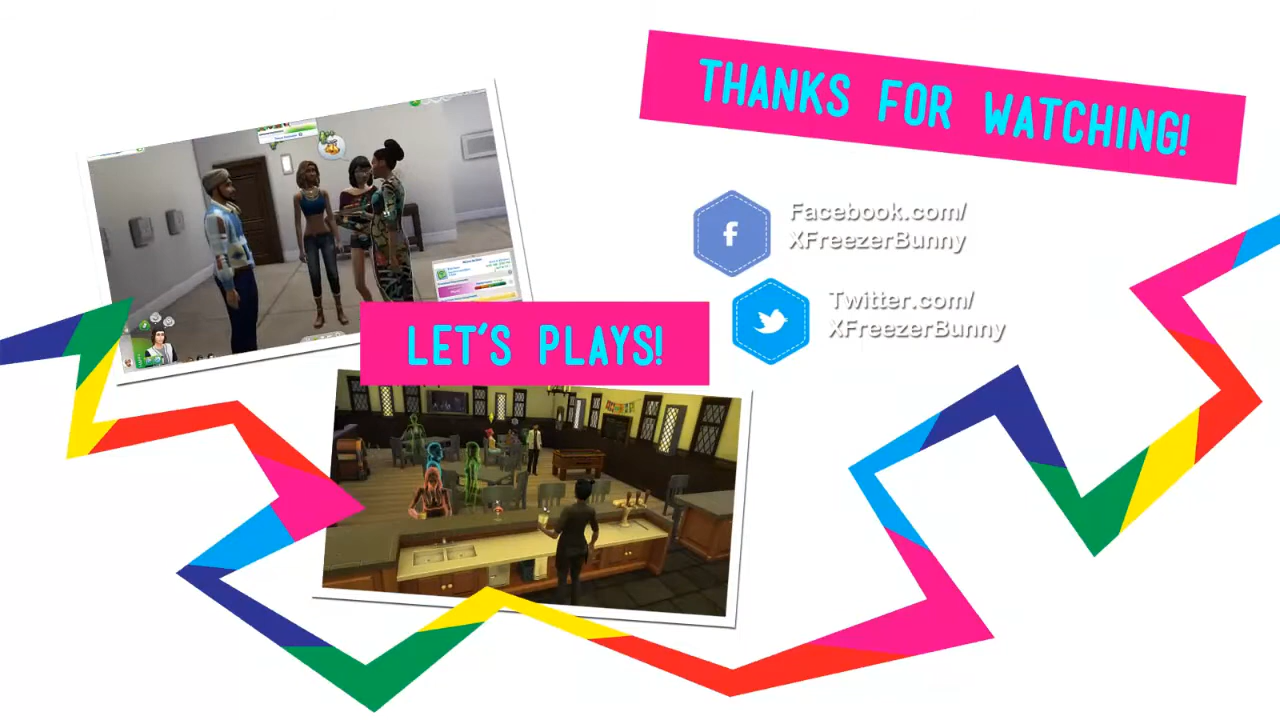 THANKS FOR WATCHING!
Facebook.com/
XFreezerBunny
Twitter.com/
XFreezerBunny
LET'S PLAYS!